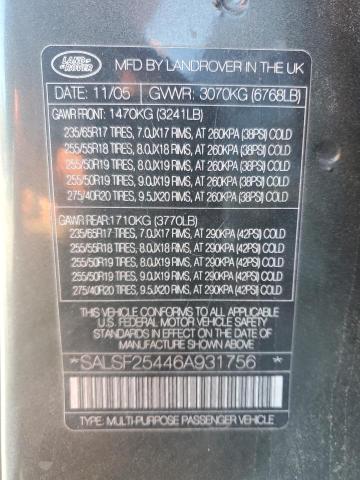 LAND
ROVER
MFD BY LANDROVER IN THE UK
DATE: 11/05 GVWR: 3070KG (6768LB)
GAWR FRONT: 1470KG (3241LB)
235/65R17 TIRES, 7.0JX17 RIMS, AT 260KPA (38PSI) COLD
255/55R18 TIRES, 8.0JX18 RIMS, AT 260KPA (38PSI) COLD
255/50R19 TIRES, 8.0JX19 RIMS, AT 260KPA (38PSI) COLD
255/50R19 TIRES, 9.0JX19 RIMS, AT 260KPA (38PSI) COLD
275/40R20 TIRES, 9.5JX20 RIMS, AT 260KPA (38PSI) COLD
GAWR REAR: 1710KG (3770LB)
235/65R17 TIRES, 7.0JX17 RIMS, AT 290KPA (42PSI) COLD
255/55R18 TIRES, 8.0JX18 RIMS, AT 290KPA (42PSI) COLD
255/50R19 TIRES, 8.0JX19 RIMS, AT 290KPA (42PSI) COLD
255/50R19 TIRES, 9.0JX19 RIMS, AT 290KPA (42PSI) COLD
275/40R20 TIRES, 9.5JX20 RIMS, AT 290KPA (42PSI) COLD
THIS VEHICLE CONFORMS TO ALL APPLICABLE
U.S. FEDERAL MOTOR VEHICLE SAFETY
STANDARDS IN EFFECT ON THE DATE OF
MANUFACTURE SHOWN ABOVE.
*SALSF25446A931756*
TYPE: MULTI-PURPOSE PASSENGER VEHICLE